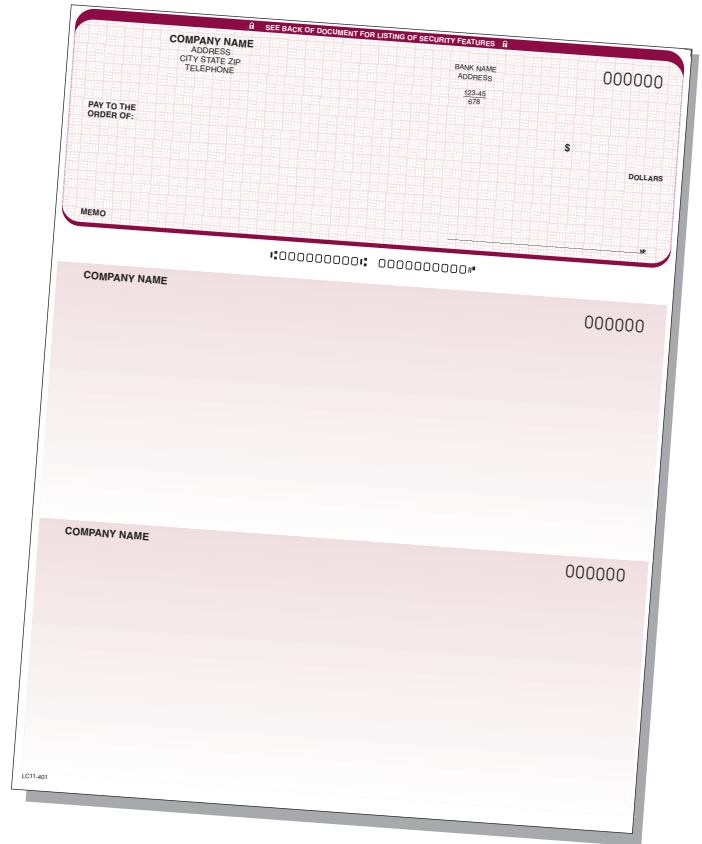 SEE BACK OF DOCUMENT FOR LISTING OF SECURITY FEATURES
COMPANY NAME
ADDRESS
CITY STATE ZIP
TELEPHONE
BANK NAME
ADDRESS
123-45
678
000000
PAY TO THE
ORDER OF:
$
DOLLARS
MEMO
MP
⑆000000000⑆ 0000000000⑈
COMPANY NAME
000000
COMPANY NAME
000000
LC11-401